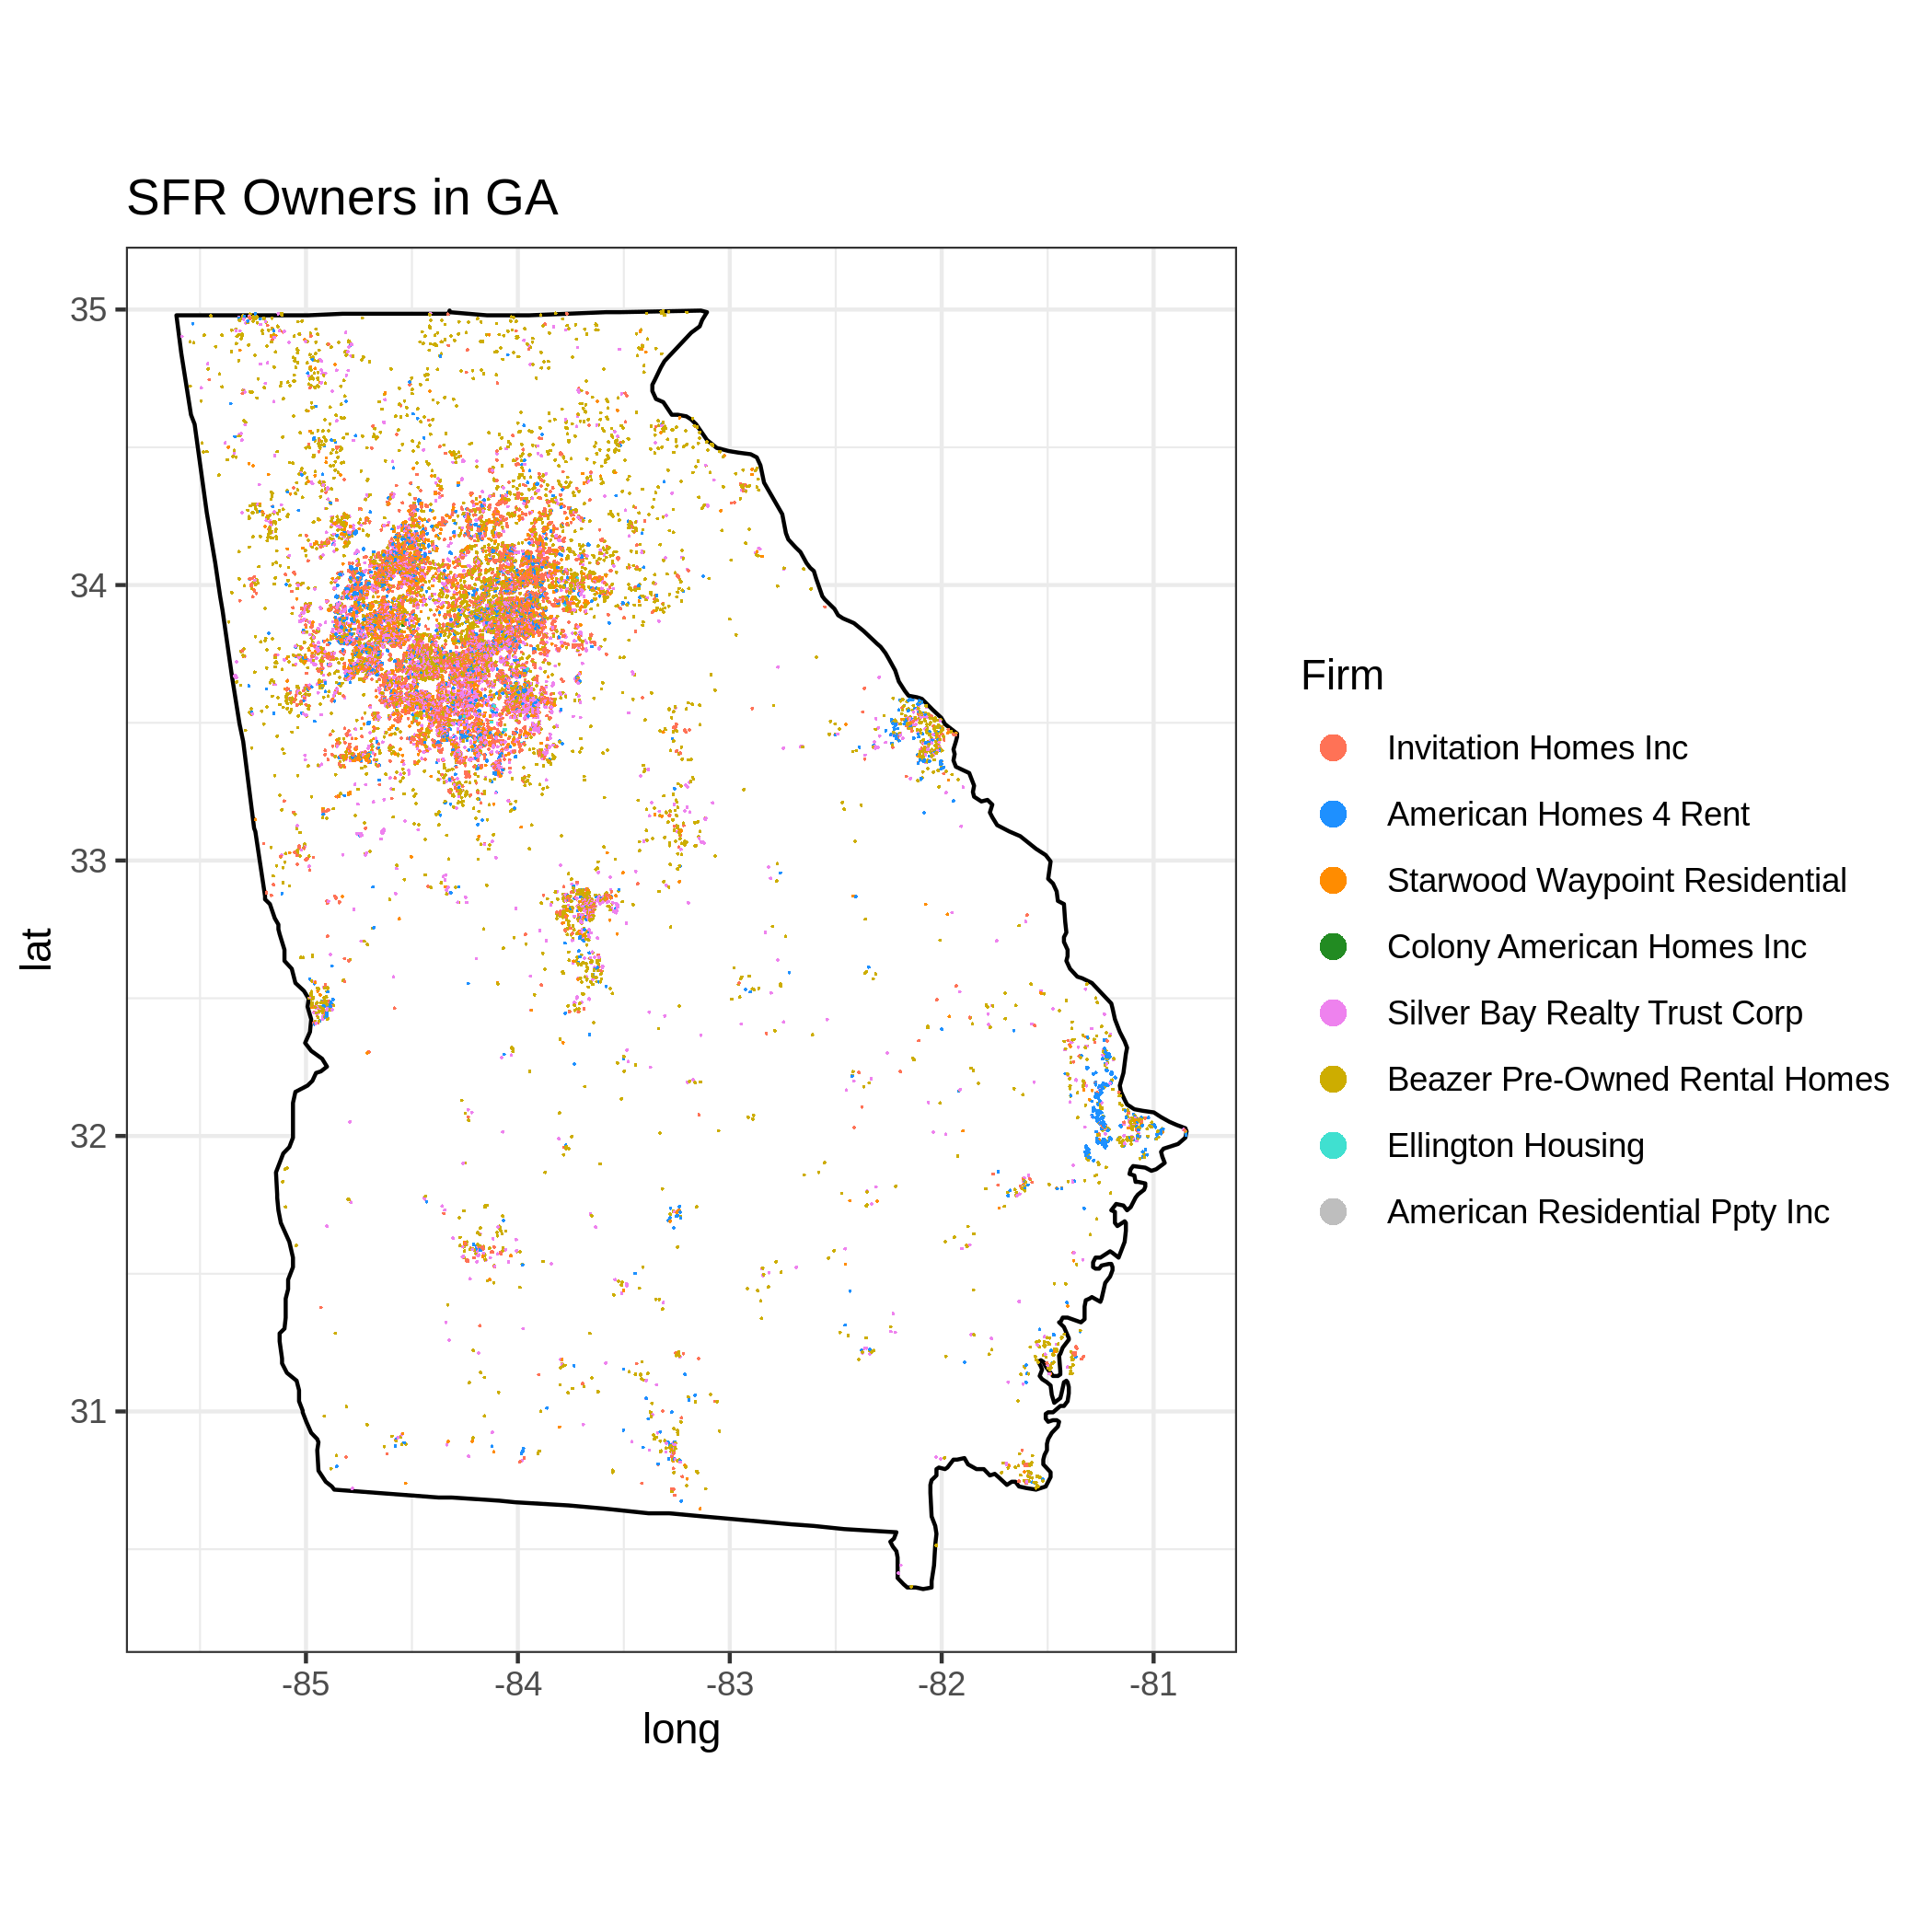 SFR Owners in GA
35
34
33
32
31
lat
-85 -84 -83 -82 -81
long
Firm
Invitation Homes Inc
American Homes 4 Rent
Starwood Waypoint Residential
Colony American Homes Inc
Silver Bay Realty Trust Corp
Beazer Pre-Owned Rental Homes
Ellington Housing
American Residential Ppty Inc